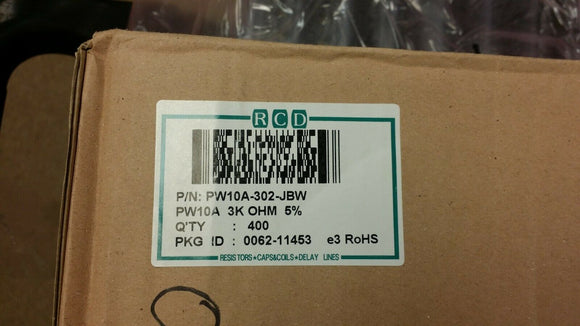 RCD
P/N: PW10A-302-JBW
PW10A 3K OHM 5%
Q'TY : 400
PKG ID : 0062-11453 e3 RoHS
RESISTORS★CAPS&COILS★DELAY LINES